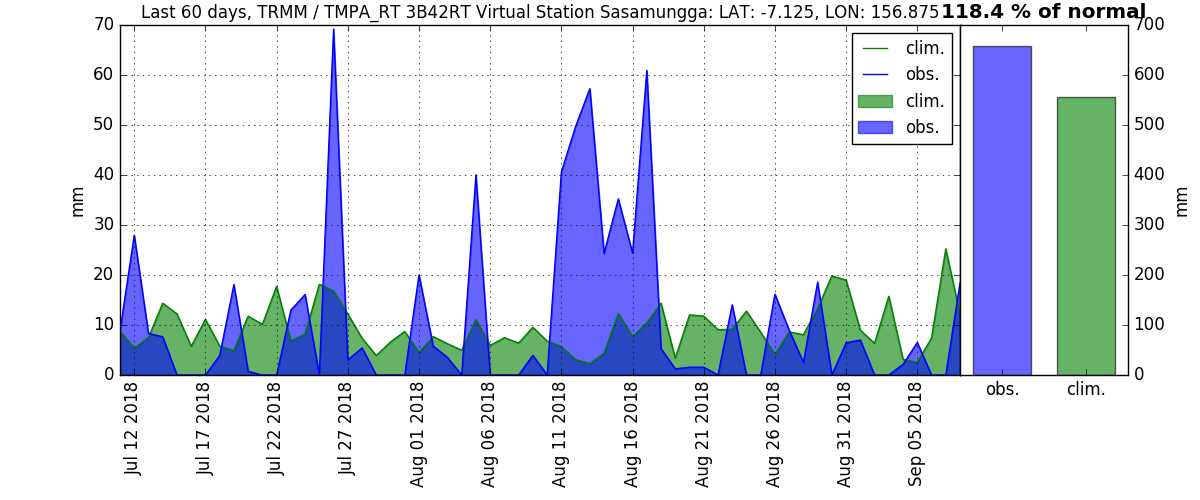 Last 60 days, TRMM / TMPA_RT 3B42RT Virtual Station Sasamungga: LAT: -7.125, LON: 156.875
118.4 % of normal
70
60
50
40
30
20
10
0
mm
clim.
obs.
clim.
obs.
700
600
500
400
300
200
100
0
mm
Jul 12 2018
Jul 17 2018
Jul 22 2018
Jul 27 2018
Aug 01 2018
Aug 06 2018
Aug 11 2018
Aug 16 2018
Aug 21 2018
Aug 26 2018
Aug 31 2018
Sep 05 2018
obs.
clim.